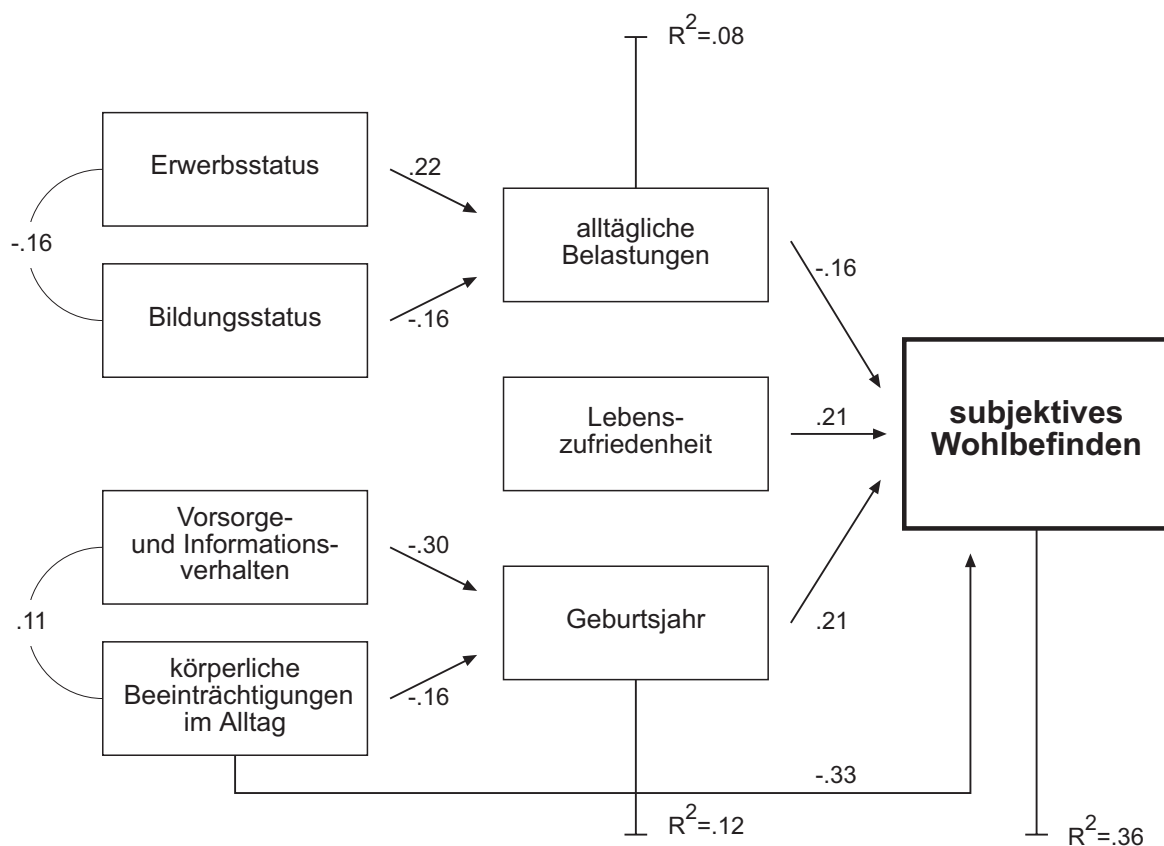 R²=.08
Erwerbsstatus
.22
-.16
alltägliche
Belastungen
Bildungsstatus
-.16
-.16
Lebens-
zufriedenheit
.21
subjektives
Wohlbefinden
Vorsorge-
und Informations-
verhalten
-.30
.11
Geburtsjahr
.21
körperliche
Beeinträchtigungen
im Alltag
-.16
-.33
R²=.12
R²=.36